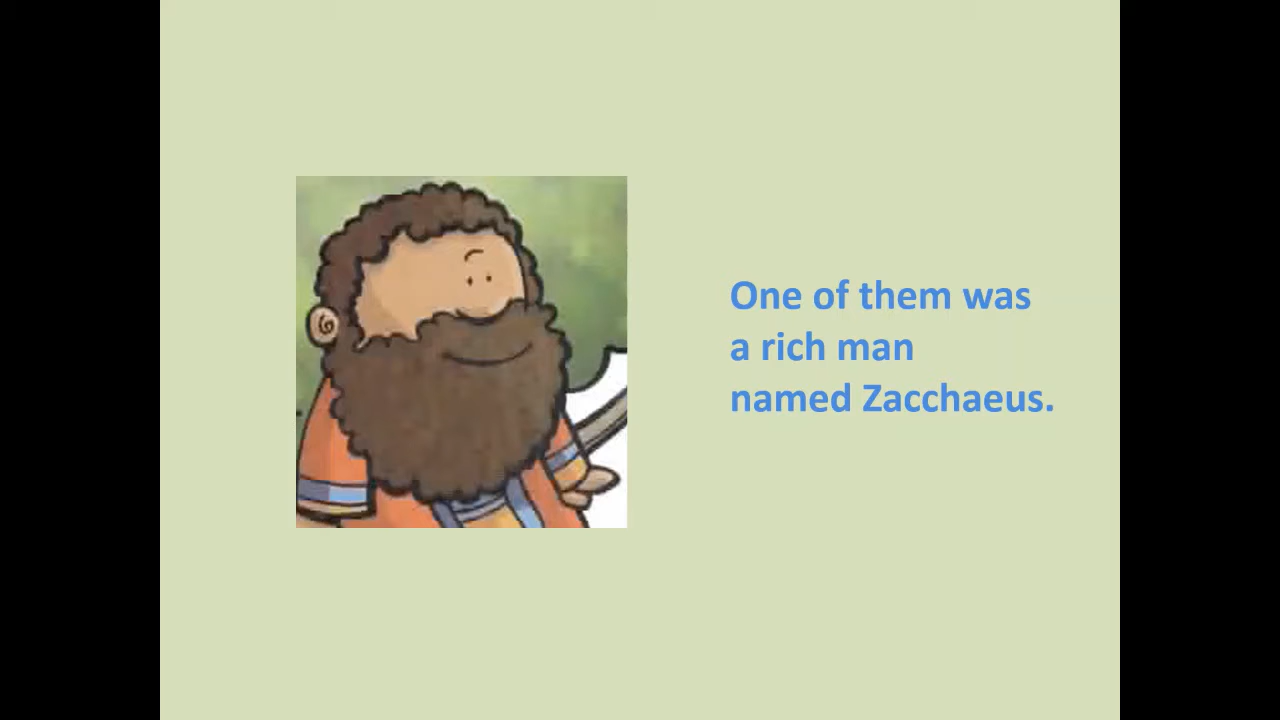 One of them was
a rich man
named Zacchaeus.